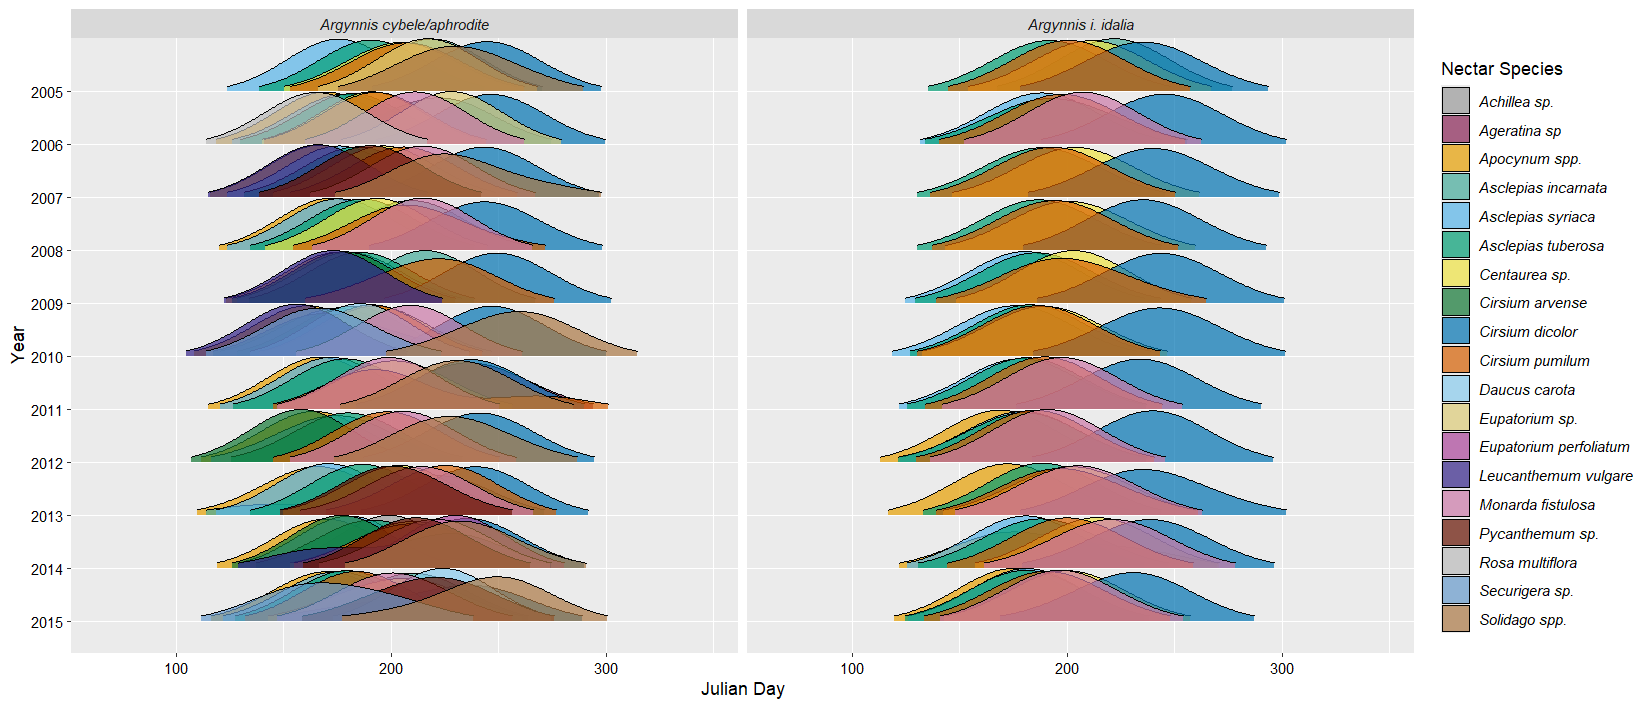 Argynnis cybele/aphrodite
Argynnis i. idalia
Year
2005
2006
2007
2008
2009
2010
2011
2012
2013
2014
2015
100
200
300
100
200
300
Julian Day
Nectar Species
Achillea sp.
Ageratina sp
Apocynum spp.
Asclepias incarnata
Asclepias syriaca
Asclepias tuberosa
Centaurea sp.
Cirsium arvense
Cirsium dicolor
Cirsium pumilum
Daucus carota
Eupatorium sp.
Eupatorium perfoliatum
Leucanthemum vulgare
Monarda fistulosa
Pycanthemum sp.
Rosa multiflora
Securigera sp.
Solidago spp.